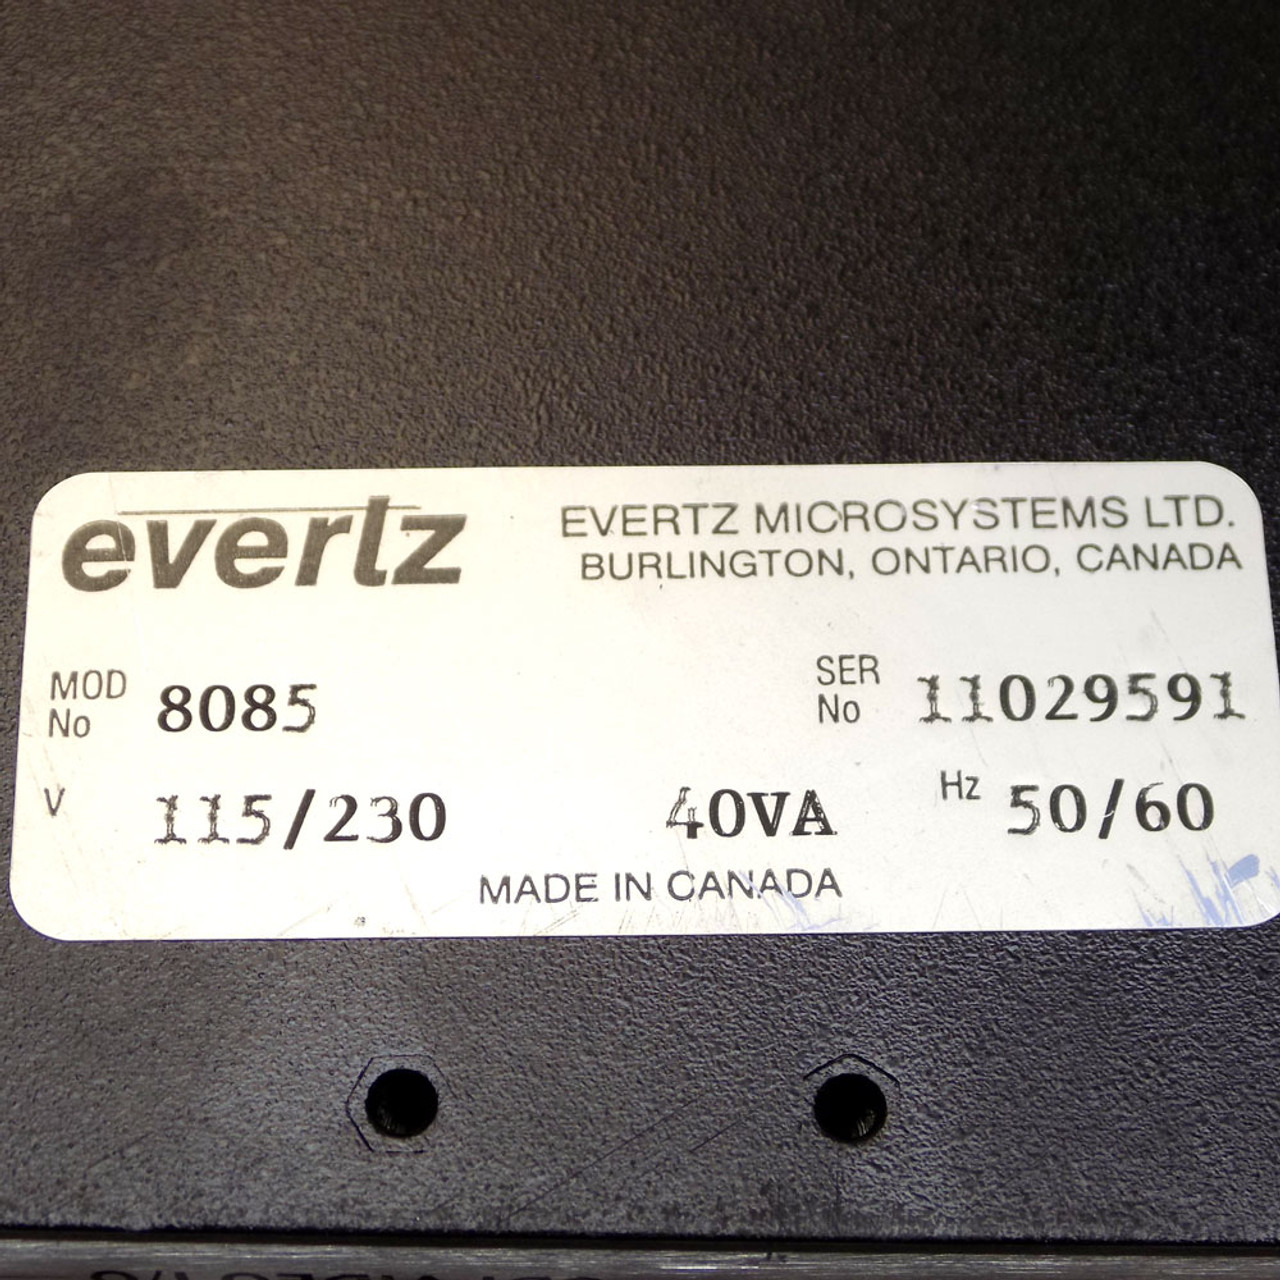 evertz
EVERTZ MICROSYSTEMS LTD.
BURLINGTON, ONTARIO, CANADA
MOD No 8085
SER No 11029591
V 115/230 40VA Hz 50/60
MADE IN CANADA